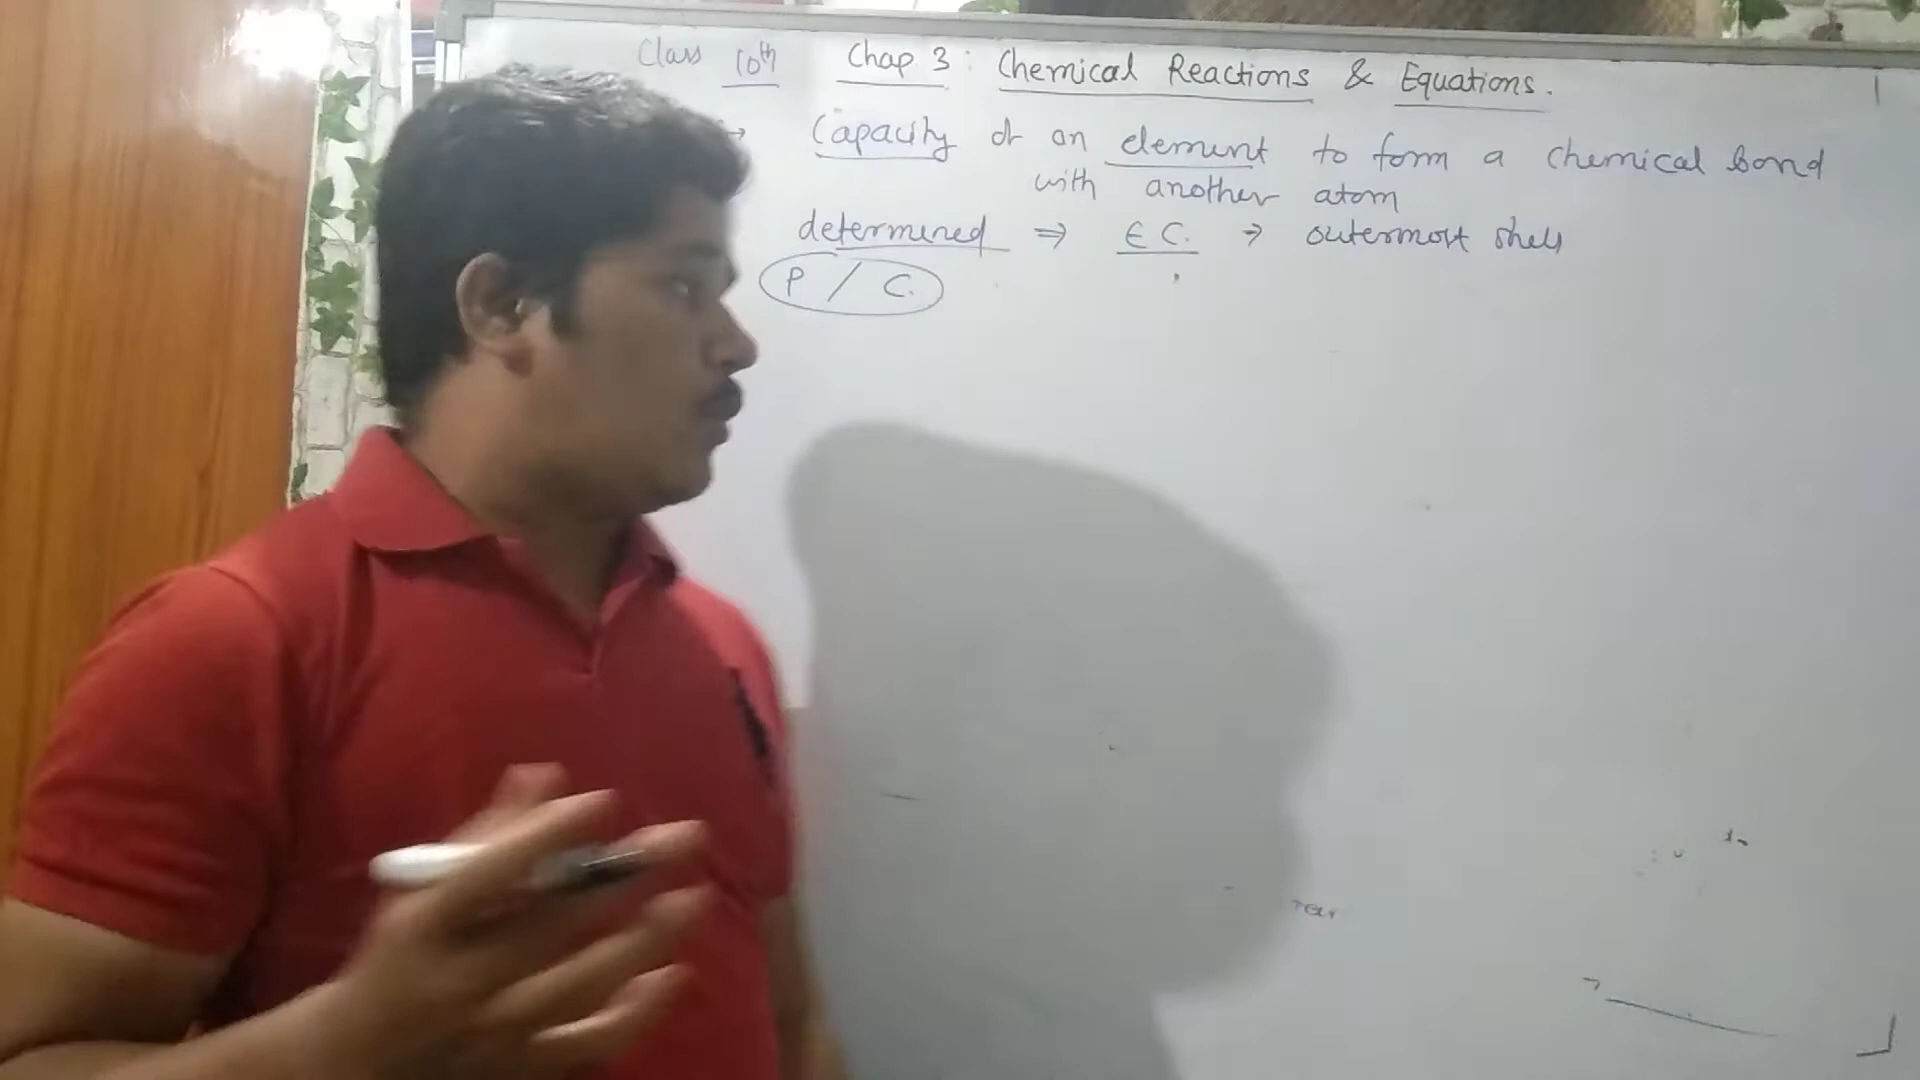 Class 10th Chap 3: Chemical Reactions & Equations.
→ Capacity of an element to form a chemical bond
with another atom
determined ⇒ E C. → outermost shell
P / C.